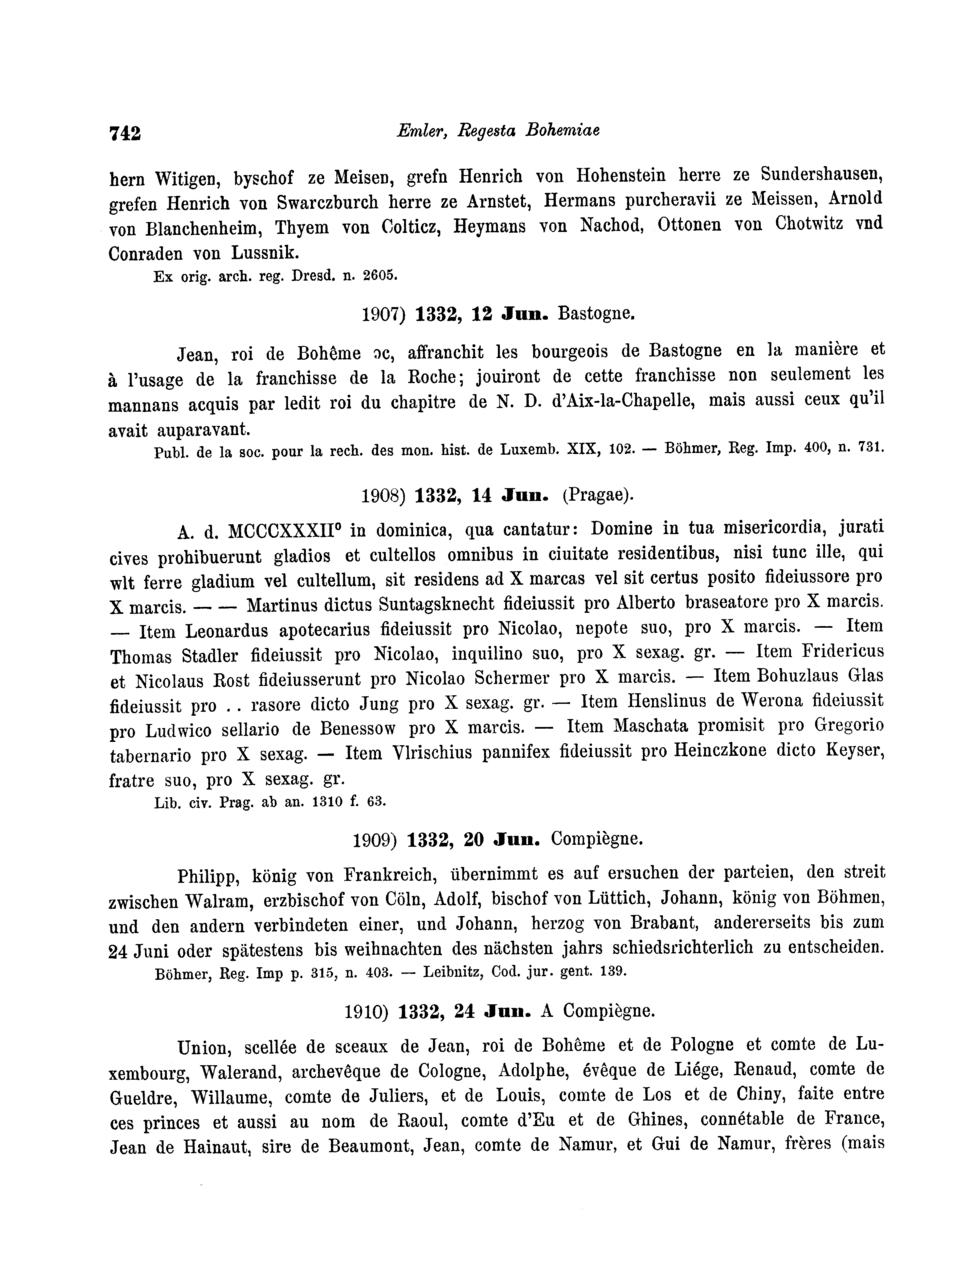 742 Emler, Regesta Bohemiae
hern Witigen, byschof ze Meisen, grefn Henrich von Hohenstein herre ze Sundershausen,
grefen Henrich von Swarczburch herre ze Arnstet, Hermans purcheravii ze Meissen, Arnold
von Blanchenheim, Thyem von Colticz, Heymans von Nachod, Ottonen von Chotwitz vnd
Conraden von Lussnik.
Ex orig. arch. reg. Dresd. n. 2605.
1907) 1332, 12 Jun. Bastogne.
Jean, roi de Bohême ɔc, affranchit les bourgeois de Bastogne en la manière et
à l'usage de la franchisse de la Roche; jouiront de cette franchisse non seulement les
mannans acquis par ledit roi du chapitre de N. D. d'Aix-la-Chapelle, mais aussi ceux qu'il
avait auparavant.
Publ. de la soc. pour la rech. des mon. hist. de Luxemb. XIX, 102. — Böhmer, Reg. Imp. 400, n. 731.
1908) 1332, 14 Jun. (Pragae).
A. d. MCCCXXXII⁰ in dominica, qua cantatur: Domine in tua misericordia, jurati
cives prohibuerunt gladios et cultellos omnibus in ciuitate residentibus, nisi tunc ille, qui
wlt ferre gladium vel cultellum, sit residens ad X marcas vel sit certus posito fideiussore pro
X marcis. — — Martinus dictus Suntagsknecht fideiussit pro Alberto braseatore pro X marcis.
— Item Leonardus apotecarius fideiussit pro Nicolao, nepote suo, pro X marcis. — Item
Thomas Stadler fideiussit pro Nicolao, inquilino suo, pro X sexag. gr. — Item Fridericus
et Nicolaus Rost fideiusserunt pro Nicolao Schermer pro X marcis. — Item Bohuzlaus Glas
fideiussit pro . . rasore dicto Jung pro X sexag. gr. — Item Henslinus de Werona fideiussit
pro Ludwico sellario de Benessow pro X marcis. — Item Maschata promisit pro Gregorio
tabernario pro X sexag. — Item Vlrischius pannifex fideiussit pro Heinczkone dicto Keyser,
fratre suo, pro X sexag. gr.
Lib. civ. Prag. ab an. 1310 f. 63.
1909) 1332, 20 Jun. Compiègne.
Philipp, könig von Frankreich, übernimmt es auf ersuchen der parteien, den streit
zwischen Walram, erzbischof von Cöln, Adolf, bischof von Lüttich, Johann, könig von Böhmen,
und den andern verbindeten einer, und Johann, herzog von Brabant, andererseits bis zum
24 Juni oder spätestens bis weihnachten des nächsten jahrs schiedsrichterlich zu entscheiden.
Böhmer, Reg. Imp p. 315, n. 403. — Leibnitz, Cod. jur. gent. 139.
1910) 1332, 24 Jun. A Compiègne.
Union, scellée de sceaux de Jean, roi de Bohême et de Pologne et comte de Lu-
xembourg, Walerand, archevêque de Cologne, Adolphe, évêque de Liége, Renaud, comte de
Gueldre, Willaume, comte de Juliers, et de Louis, comte de Los et de Chiny, faite entre
ces princes et aussi au nom de Raoul, comte d'Eu et de Ghines, connétable de France,
Jean de Hainaut, sire de Beaumont, Jean, comte de Namur, et Gui de Namur, frères (mais